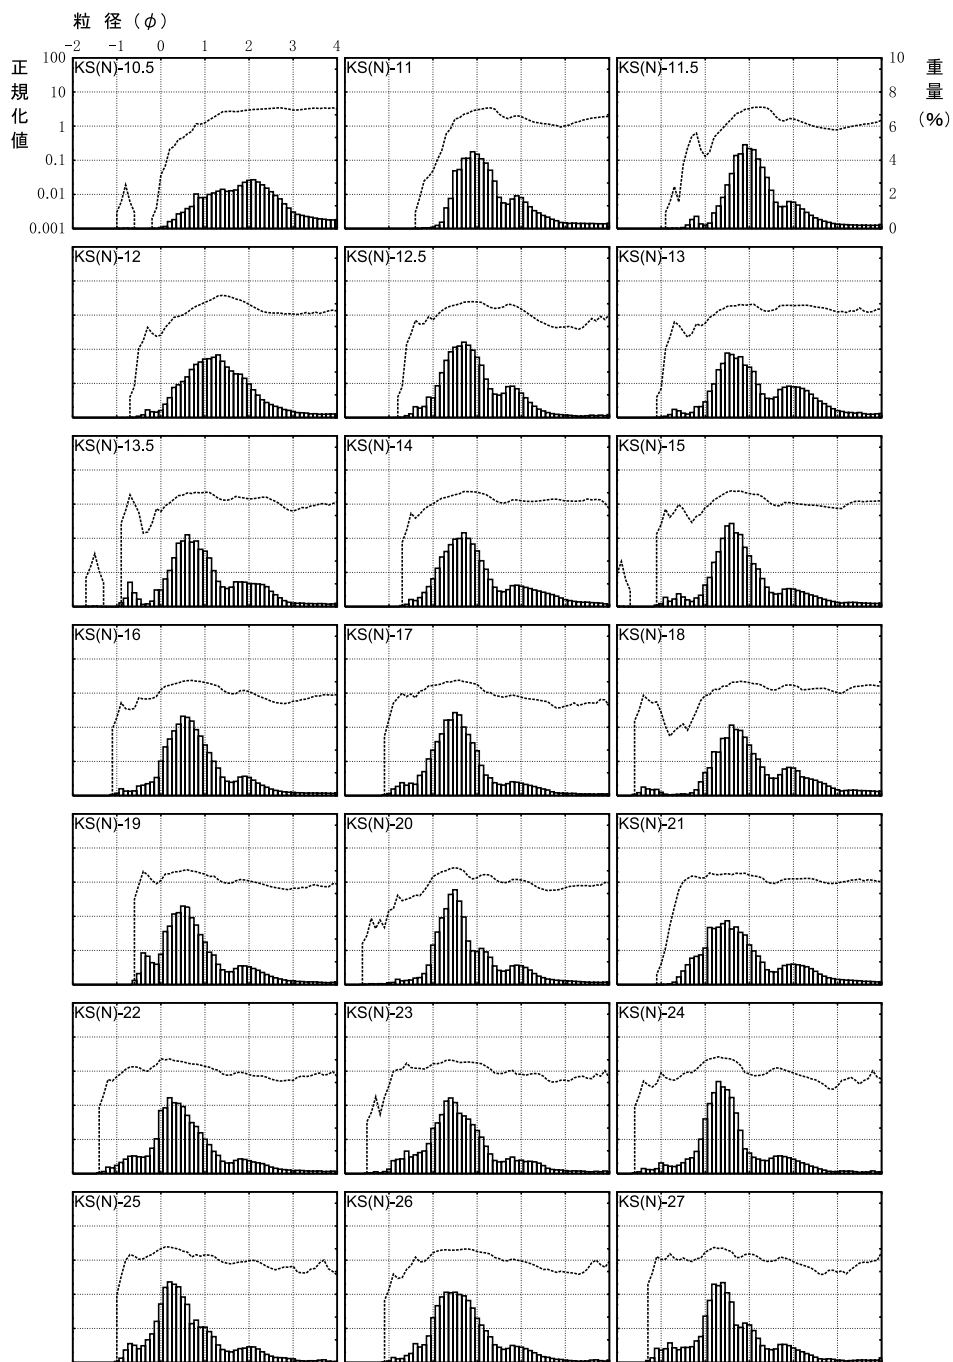 粒 径 (φ)
-2 -1 0 1 2 3 4
正規化値
100
10
1
0.1
0.01
0.001
重量(%)
10
8
6
4
2
0
KS(N)-10.5 KS(N)-11 KS(N)-11.5
KS(N)-12 KS(N)-12.5 KS(N)-13
KS(N)-13.5 KS(N)-14 KS(N)-15
KS(N)-16 KS(N)-17 KS(N)-18
KS(N)-19 KS(N)-20 KS(N)-21
KS(N)-22 KS(N)-23 KS(N)-24
KS(N)-25 KS(N)-26 KS(N)-27